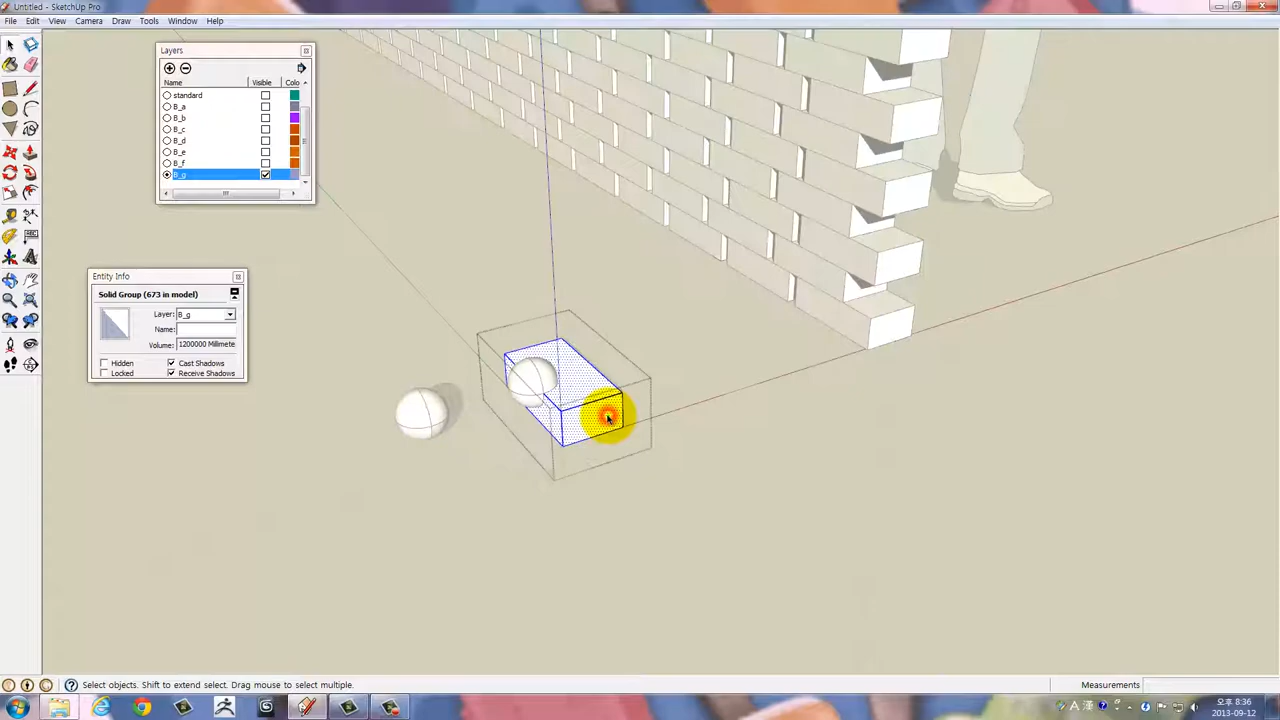 Untitled - SketchUp Pro
File Edit View Camera Draw Tools Window Help
Layers
Name Visible Colo
standard
B_a
B_b
B_c
B_d
B_e
B_f
B_g
Entity Info
Solid Group (673 in model)
Layer: B_g
Name:
Volume: 1200000 Millimete
Hidden Cast Shadows
Locked Receive Shadows
Select objects. Shift to extend select. Drag mouse to select multiple.
Measurements
A 漢
오후 8:36
2013-09-12